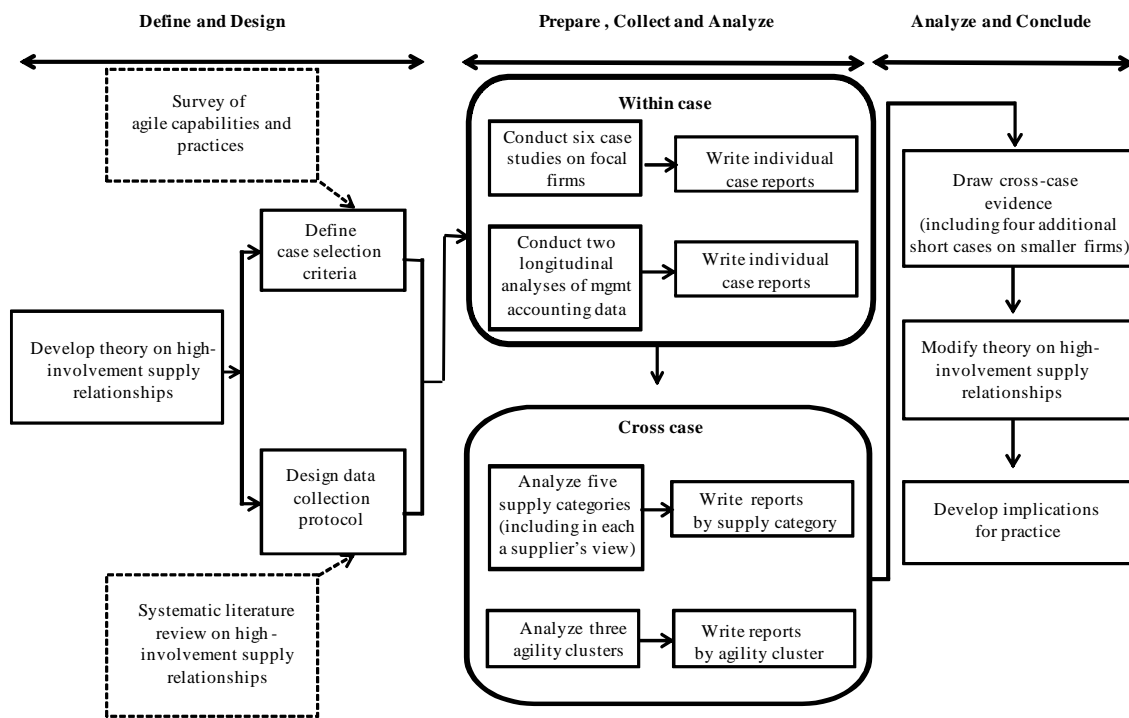 Define and Design
Prepare , Collect and Analyze
Analyze and Conclude
Survey of
agile capabilities and
practices
Define
case selection
criteria
Develop theory on high-
involvement supply
relationships
Design data
collection
protocol
Systematic literature
review on high -
involvement supply
relationships
Within case
Conduct six case
studies on focal
firms
Write individual
case reports
Conduct two
longitudinal
analyses of mgmt
accounting data
Write individual
case reports
Cross case
Analyze five
supply categories
(including in each
a supplier's view)
Write reports
by supply category
Analyze three
agility clusters
Write reports
by agility cluster
Draw cross-case
evidence
(including four additional
short cases on smaller firms)
Modify theory on high-
involvement supply
relationships
Develop implications
for practice